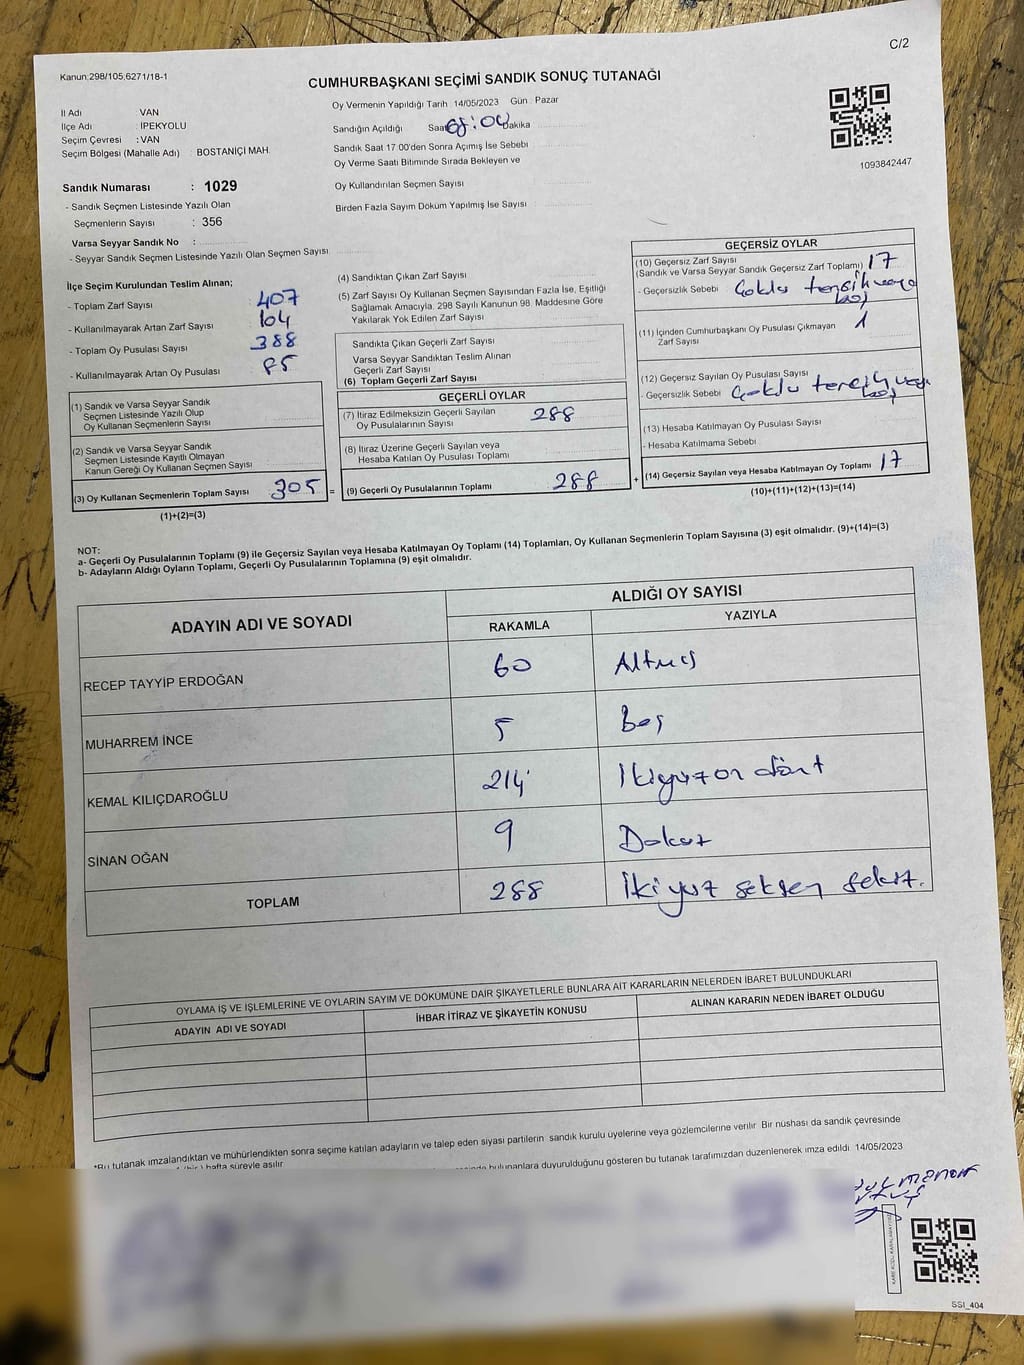 C/2
Kanun:298/105,6271/18-1
CUMHURBAŞKANI SEÇİMİ SANDIK SONUÇ TUTANAĞI
İl Adı VAN
İlçe Adı : İPEKYOLU
Seçim Çevresi : VAN
Seçim Bölgesi (Mahalle Adı) : BOSTANİÇİ MAH.
Oy Vermenin Yapıldığı Tarih 14/05/2023 Gün : Pazar
Sandığın Açıldığı Saat 08:00 Dakika
Sandık Saat 17:00'den Sonra Açımış İse Sebebi
Oy Verme Saati Bitiminde Sırada Bekleyen ve
Oy Kullandırılan Seçmen Sayısı
Birden Fazla Sayım Döküm Yapılmış İse Sayısı :
1093842447
Sandık Numarası : 1029
- Sandık Seçmen Listesinde Yazılı Olan
Seçmenlerin Sayısı : 356
Varsa Seyyar Sandık No :
- Seyyar Sandık Seçmen Listesinde Yazılı Olan Seçmen Sayısı
İlçe Seçim Kurulundan Teslim Alınan;
- Toplam Zarf Sayısı : 407
- Kullanılmayarak Artan Zarf Sayısı : 104
- Toplam Oy Pusulası Sayısı : 388
- Kullanılmayarak Artan Oy Pusulası : 85
(1) Sandık ve Varsa Seyyar Sandık
Seçmen Listesinde Yazılı Olup
Oy Kullanan Seçmenlerin Sayısı
(2) Sandık ve Varsa Seyyar Sandık
Seçmen Listesinde Kayıtlı Olmayan
Kanun Gereği Oy Kullanan Seçmen Sayısı
(3) Oy Kullanan Seçmenlerin Toplam Sayısı 305 =
(1)+(2)=(3)
(4) Sandıktan Çıkan Zarf Sayısı
(5) Zarf Sayısı Oy Kullanan Seçmen Sayısından Fazla İse, Eşitliği
Sağlamak Amacıyla, 298 Sayılı Kanunun 98. Maddesine Göre
Yakılarak Yok Edilen Zarf Sayısı
Sandıkta Çıkan Geçerli Zarf Sayısı
Varsa Seyyar Sandıktan Teslim Alınan
Geçerli Zarf Sayısı
(6) Toplam Geçerli Zarf Sayısı
GEÇERLİ OYLAR
(7) İtiraz Edilmeksizin Geçerli Sayılan
Oy Pusulalarının Sayısı 288
(8) İtiraz Üzerine Geçerli Sayılan veya
Hesaba Katılan Oy Pusulası Toplamı
(9) Geçerli Oy Pusulalarının Toplamı 288 +
GEÇERSİZ OYLAR
(10) Geçersiz Zarf Sayısı 17
(Sandık ve Varsa Seyyar Sandık Geçersiz Zarf Toplamı)
- Geçersizlik Sebebi Çoklu tercih veya
boş
(11) İçinden Cumhurbaşkanı Oy Pusulası Çıkmayan 1
Zarf Sayısı
(12) Geçersiz Sayılan Oy Pusulası Sayısı
- Geçersizlik Sebebi Çoklu tercih veya
boş
(13) Hesaba Katılmayan Oy Pusulası Sayısı
- Hesaba Katılmama Sebebi
(14) Geçersiz Sayılan veya Hesaba Katılmayan Oy Toplamı 17
(10)+(11)+(12)+(13)=(14)
NOT:
a- Geçerli Oy Pusulalarının Toplamı (9) ile Geçersiz Sayılan veya Hesaba Katılmayan Oy Toplamı (14) Toplamları, Oy Kullanan Seçmenlerin Toplam Sayısına (3) eşit olmalıdır. (9)+(14)=(3)
b- Adayların Aldığı Oyların Toplamı, Geçerli Oy Pusulalarının Toplamına (9) eşit olmalıdır.
ADAYIN ADI VE SOYADI
ALDIĞI OY SAYISI
RAKAMLA YAZIYLA
RECEP TAYYİP ERDOĞAN 60 Altmış
MUHARREM İNCE 5 Beş
KEMAL KILIÇDAROĞLU 214 İkiyüzon dört
SİNAN OĞAN 9 Dokuz
TOPLAM 288 İkiyüz seksen sekiz.
OYLAMA İŞ VE İŞLEMLERİNE VE OYLARIN SAYIM VE DÖKÜMÜNE DAİR ŞİKAYETLERLE BUNLARA AİT KARARLARIN NELERDEN İBARET BULUNDUKLARI
ADAYIN ADI VE SOYADI İHBAR İTİRAZ VE ŞİKAYETİN KONUSU ALINAN KARARIN NEDEN İBARET OLDUĞU
*Bu tutanak imzalandıktan ve mühürlendikten sonra seçime katılan adayların ve talep eden siyasi partilerin sandık kurulu üyelerine veya gözlemcilerine verilir. Bir nüshası da sandık çevresinde
hafta süreyle asılır.
bulunanlara duyurulduğunu gösteren bu tutanak tarafımızdan düzenlenerek imza edildi. 14/05/2023
SSI_404